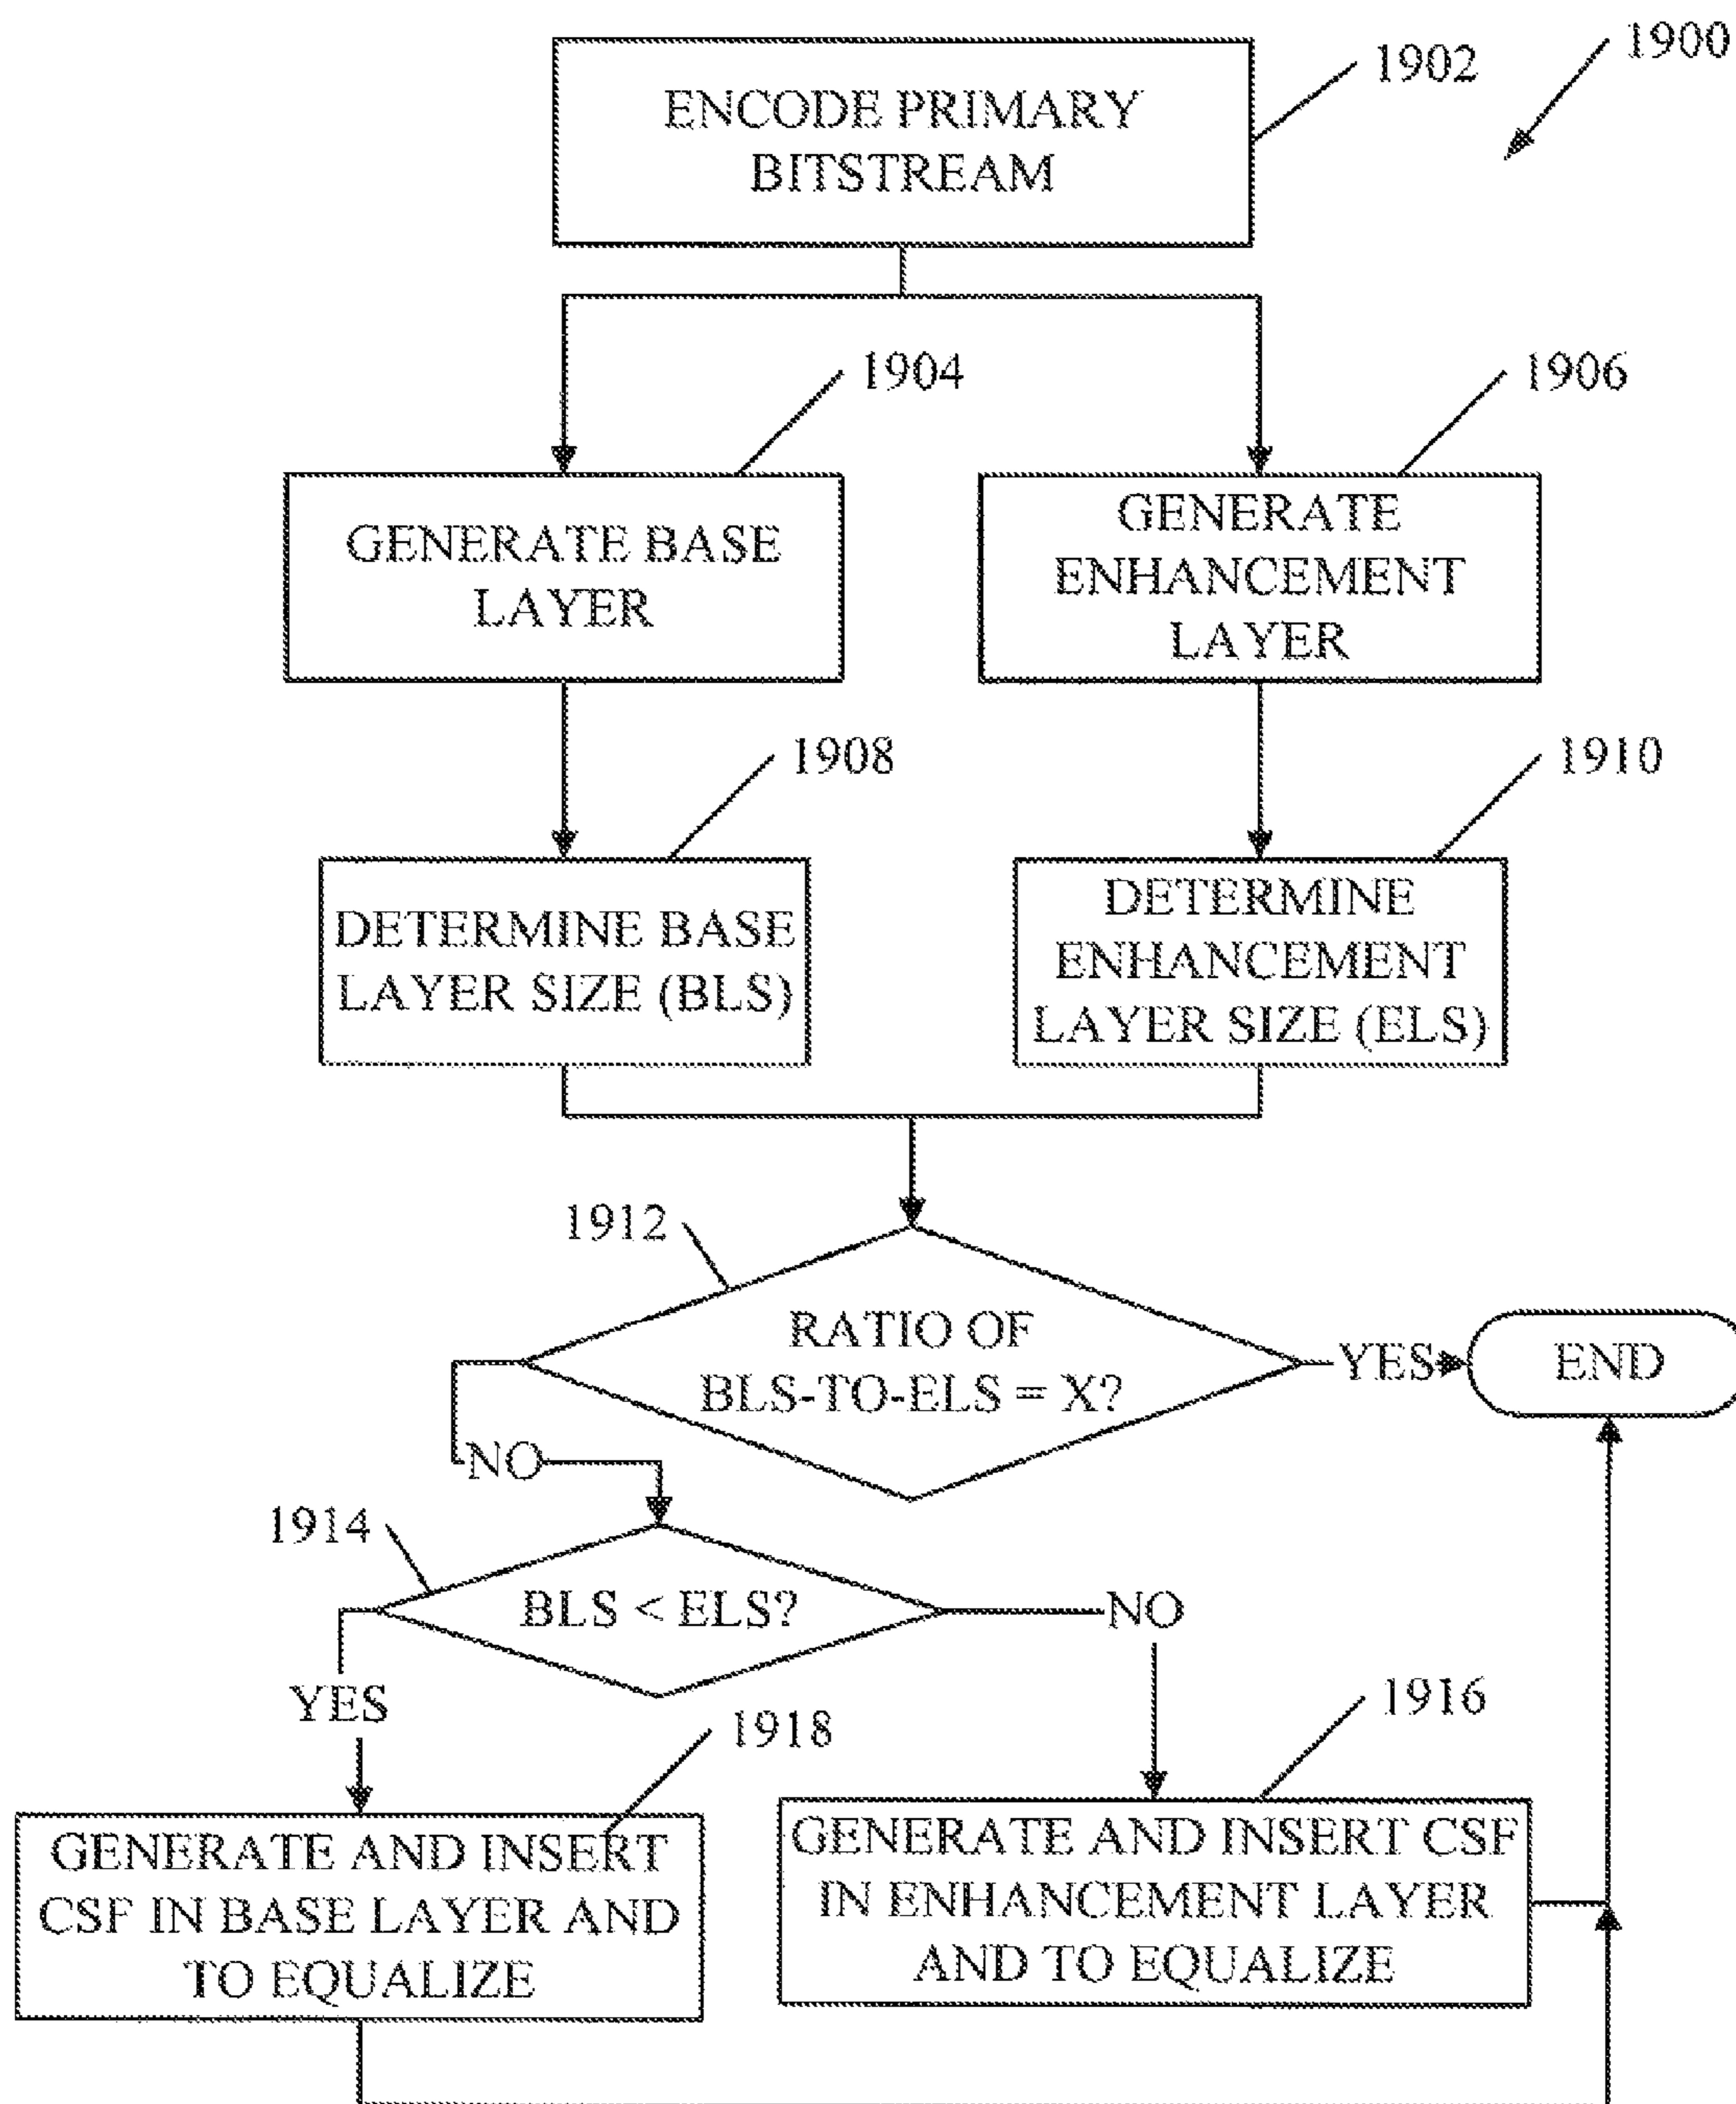 1900
1902
ENCODE PRIMARY
BITSTREAM
1904
1906
GENERATE BASE
LAYER
GENERATE
ENHANCEMENT
LAYER
1908
1910
DETERMINE BASE
LAYER SIZE (BLS)
DETERMINE
ENHANCEMENT
LAYER SIZE (ELS)
1912
RATIO OF
BLS-TO-ELS = X?
YES
END
NO
1914
BLS < ELS?
NO
YES
1918
1916
GENERATE AND INSERT
CSF IN BASE LAYER AND
TO EQUALIZE
GENERATE AND INSERT CSF
IN ENHANCEMENT LAYER
AND TO EQUALIZE